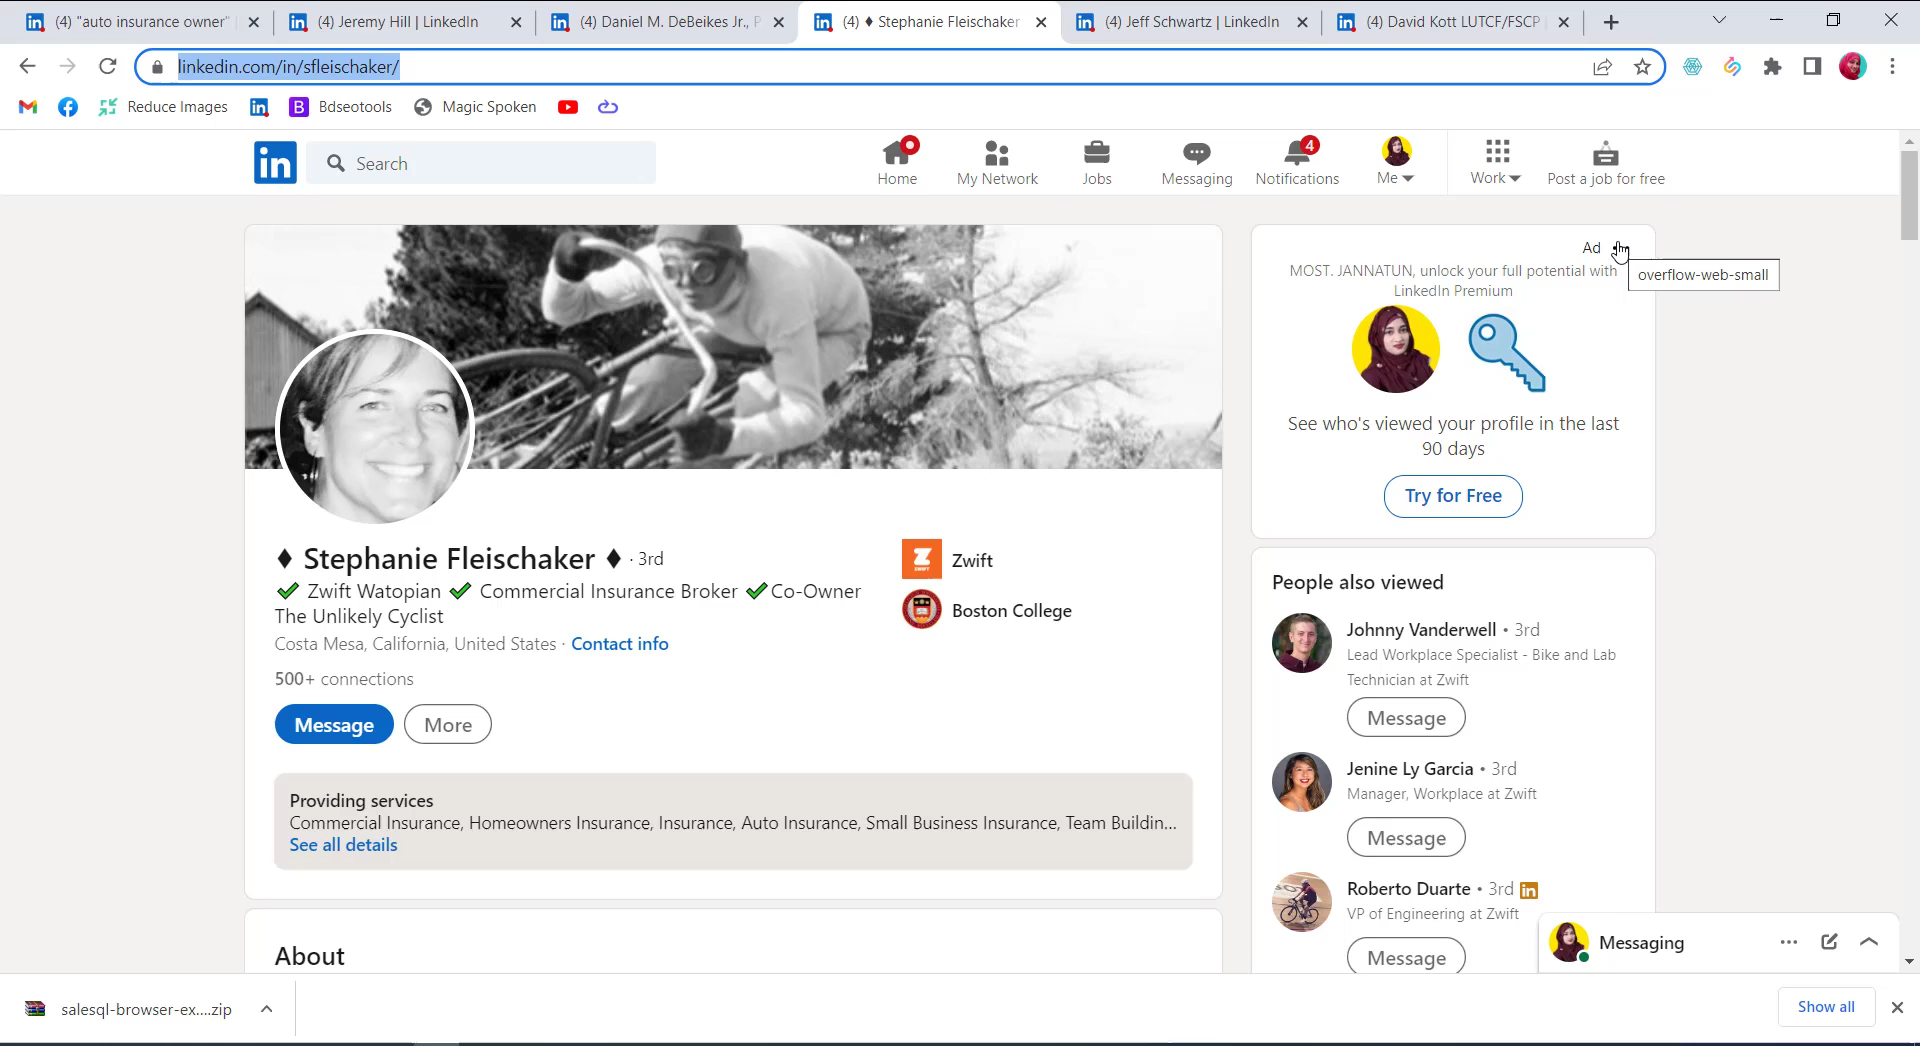 (4) "auto insurance owner"
(4) Jeremy Hill | LinkedIn
(4) Daniel M. DeBeikes Jr., P
(4) ♦ Stephanie Fleischaker
(4) Jeff Schwartz | LinkedIn
(4) David Kott LUTCF/FSCP
linkedin.com/in/sfleischaker/
Reduce Images
Bdseotools
Magic Spoken
Search
Home
My Network
Jobs
Messaging
4
Notifications
Me
Work
Post a job for free
Ad
MOST. JANNATUN, unlock your full potential with
LinkedIn Premium
overflow-web-small
See who's viewed your profile in the last
90 days
Try for Free
♦ Stephanie Fleischaker ♦ · 3rd
✔ Zwift Watopian ✔ Commercial Insurance Broker ✔Co-Owner
The Unlikely Cyclist
Costa Mesa, California, United States · Contact info
500+ connections
Message
More
Zwift
Boston College
Providing services
Commercial Insurance, Homeowners Insurance, Insurance, Auto Insurance, Small Business Insurance, Team Buildin...
See all details
About
People also viewed
Johnny Vanderwell • 3rd
Lead Workplace Specialist - Bike and Lab
Technician at Zwift
Message
Jenine Ly Garcia • 3rd
Manager, Workplace at Zwift
Message
Roberto Duarte • 3rd in
VP of Engineering at Zwift
Message
Messaging
salesql-browser-ex....zip
Show all